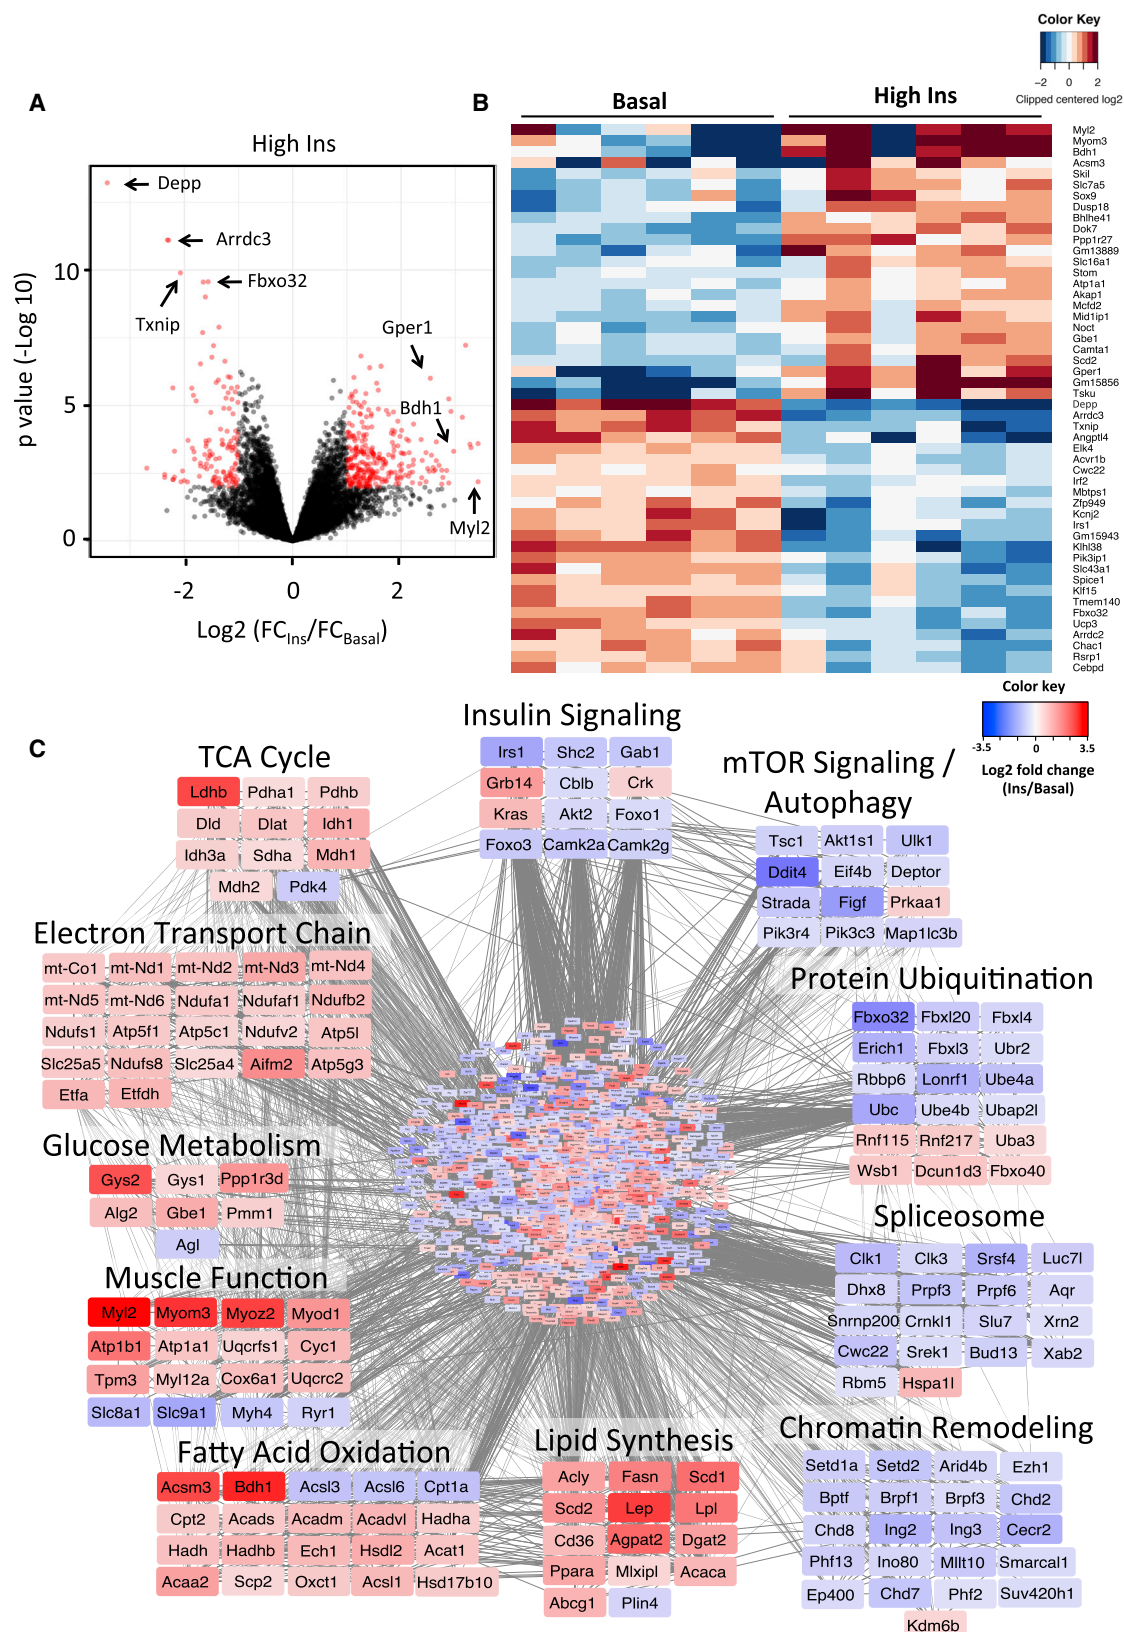 Color Key
-2 0 2
Clipped centered log2
A
B
Basal
High Ins
High Ins
Depp
Arrdc3
Fbxo32
Txnip
Gper1
Bdh1
Myl2
10
5
0
-2 0 2
p value (-Log 10)
Log2 (FCIns/FCBasal)
Myl2
Myom3
Bdh1
Acsm3
Skil
Slc7a5
Sox9
Dusp18
Bhlhe41
Dok7
Ppp1r27
Gm13889
Slc16a1
Stom
Atp1a1
Akap1
Mcfd2
Mid1ip1
Noct
Gbe1
Camta1
Scd2
Gper1
Gm15856
Tsku
Depp
Arrdc3
Txnip
Angptl4
Elk4
Acvr1b
Cwc22
Irf2
Mbtps1
Zfp949
Kcnj2
Irs1
Gm15943
Klhl38
Pik3ip1
Slc43a1
Spice1
Klf15
Tmem140
Fbxo32
Ucp3
Arrdc2
Chac1
Rsrp1
Cebpd
Color key
-3.5 0 3.5
Log2 fold change
(Ins/Basal)
C
TCA Cycle
Ldhb Pdha1 Pdhb
Dld Dlat Idh1
Idh3a Sdha Mdh1
Mdh2 Pdk4
Insulin Signaling
Irs1 Shc2 Gab1
Grb14 Cblb Crk
Kras Akt2 Foxo1
Foxo3 Camk2a Camk2g
mTOR Signaling /
Autophagy
Tsc1 Akt1s1 Ulk1
Ddit4 Eif4b Deptor
Strada Figf Prkaa1
Pik3r4 Pik3c3 Map1lc3b
Electron Transport Chain
mt-Co1 mt-Nd1 mt-Nd2 mt-Nd3 mt-Nd4
mt-Nd5 mt-Nd6 Ndufa1 Ndufaf1 Ndufb2
Ndufs1 Atp5f1 Atp5c1 Ndufv2 Atp5l
Slc25a5 Ndufs8 Slc25a4 Aifm2 Atp5g3
Etfa Etfdh
Protein Ubiquitination
Fbxo32 Fbxl20 Fbxl4
Erich1 Fbxl3 Ubr2
Rbbp6 Lonrf1 Ube4a
Ubc Ube4b Ubap2l
Rnf115 Rnf217 Uba3
Wsb1 Dcun1d3 Fbxo40
Glucose Metabolism
Gys2 Gys1 Ppp1r3d
Alg2 Gbe1 Pmm1
Agl
Spliceosome
Clk1 Clk3 Srsf4 Luc7l
Dhx8 Prpf3 Prpf6 Aqr
Snrnp200 Crnkl1 Slu7 Xrn2
Cwc22 Srek1 Bud13 Xab2
Rbm5 Hspa1l
Muscle Function
Myl2 Myom3 Myoz2 Myod1
Atp1b1 Atp1a1 Uqcrfs1 Cyc1
Tpm3 Myl12a Cox6a1 Uqcrc2
Slc8a1 Slc9a1 Myh4 Ryr1
Fatty Acid Oxidation
Acsm3 Bdh1 Acsl3 Acsl6 Cpt1a
Cpt2 Acads Acadm Acadvl Hadha
Hadh Hadhb Ech1 Hsdl2 Acat1
Acaa2 Scp2 Oxct1 Acsl1 Hsd17b10
Lipid Synthesis
Acly Fasn Scd1
Scd2 Lep Lpl
Cd36 Agpat2 Dgat2
Ppara Mlxipl Acaca
Abcg1 Plin4
Chromatin Remodeling
Setd1a Setd2 Arid4b Ezh1
Bptf Brpf1 Brpf3 Chd2
Chd8 Ing2 Ing3 Cecr2
Phf13 Ino80 Mllt10 Smarcal1
Ep400 Chd7 Phf2 Suv420h1
Kdm6b